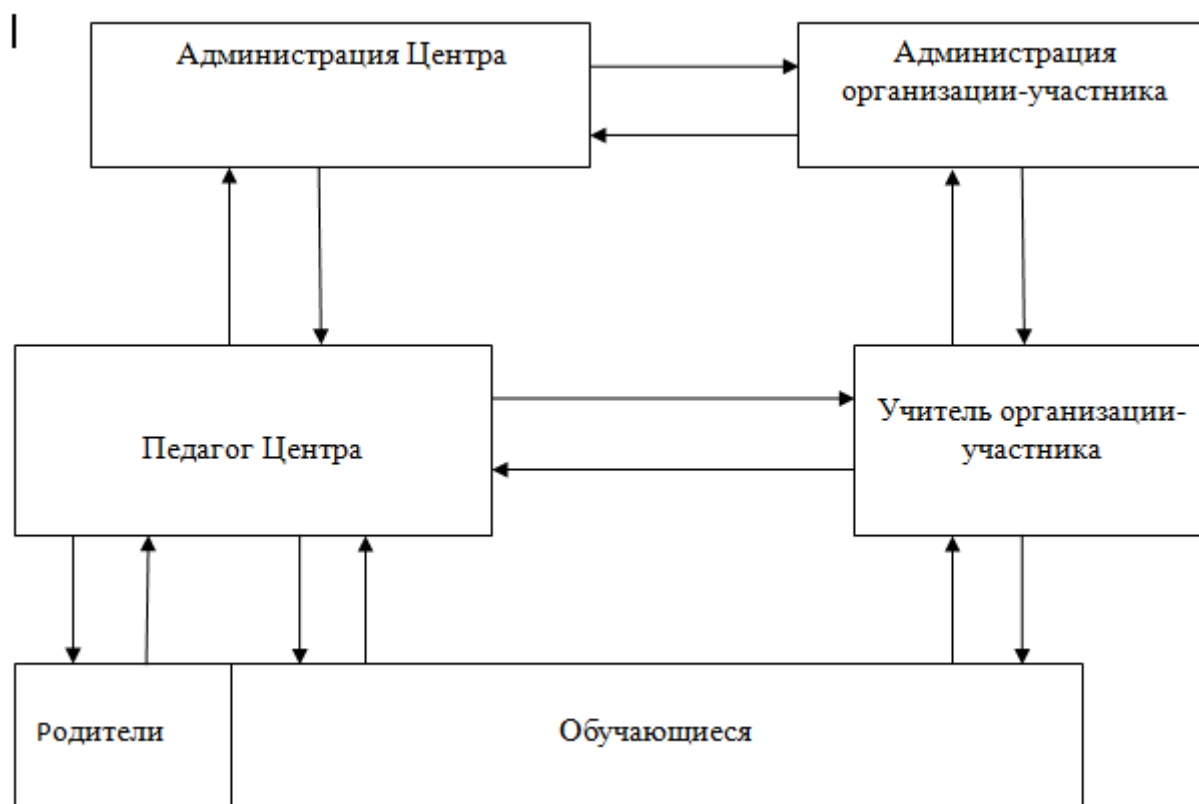 Администрация Центра
Администрация
организации-участника
Педагог Центра
Учитель организации-
участника
Родители
Обучающиеся